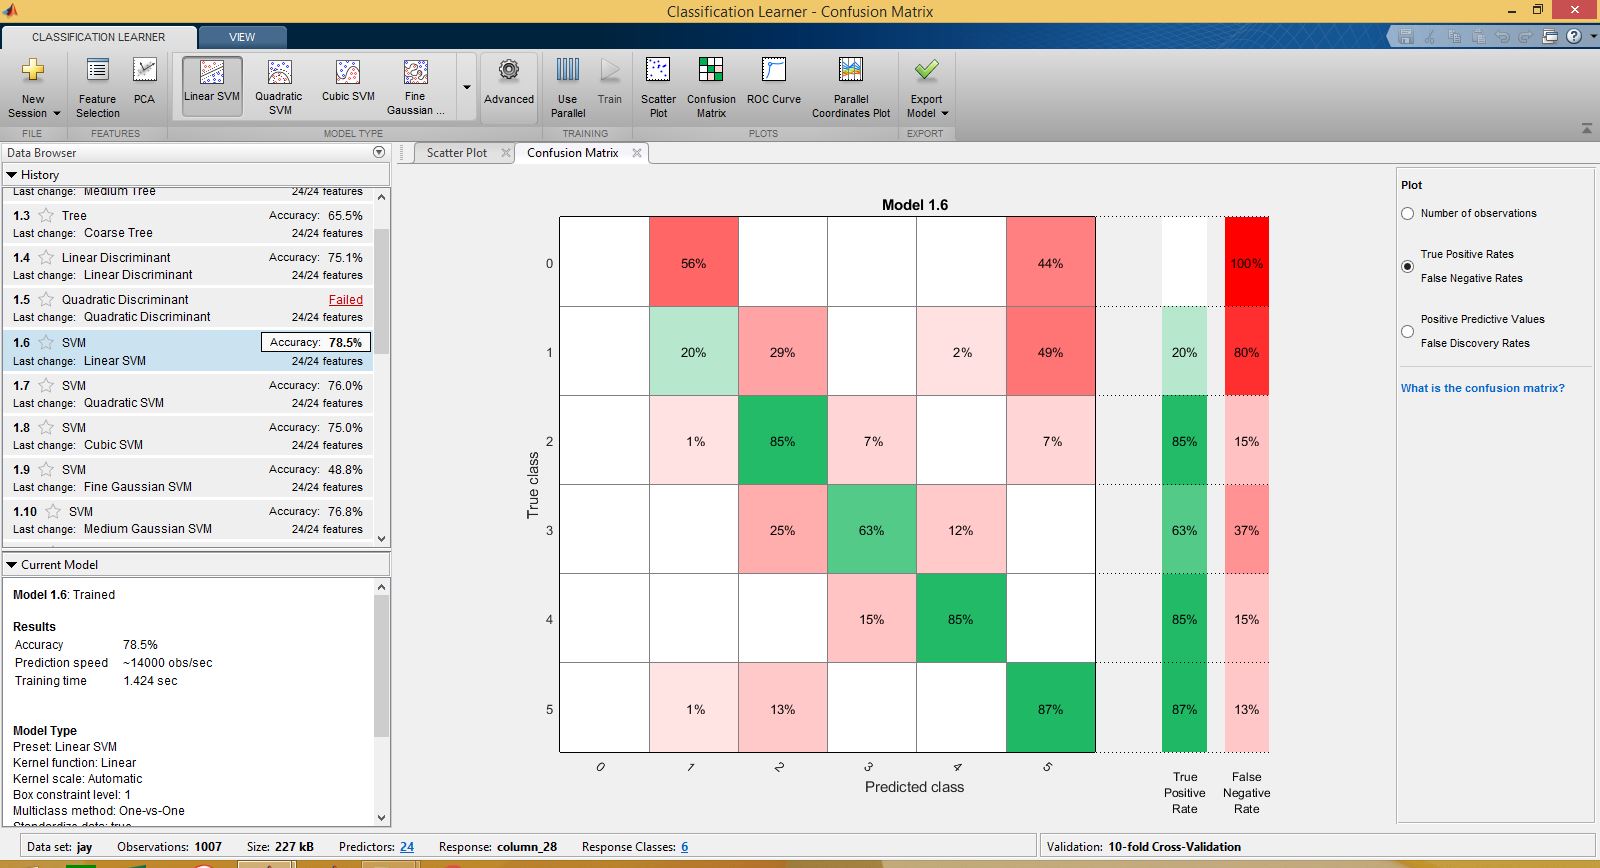 Classification Learner - Confusion Matrix
CLASSIFICATION LEARNER
VIEW
New
Session
Feature
Selection
PCA
Linear SVM
Quadratic
SVM
Cubic SVM
Fine
Gaussian ...
Advanced
Use
Parallel
Train
Scatter
Plot
Confusion
Matrix
ROC Curve
Parallel
Coordinates Plot
Export
Model
FILE
FEATURES
MODEL TYPE
TRAINING
PLOTS
EXPORT
Data Browser
History
Last change: Medium Tree 24/24 features
1.3 Tree Accuracy: 65.5%
Last change: Coarse Tree 24/24 features
1.4 Linear Discriminant Accuracy: 75.1%
Last change: Linear Discriminant 24/24 features
1.5 Quadratic Discriminant Failed
Last change: Quadratic Discriminant 24/24 features
1.6 SVM Accuracy: 78.5%
Last change: Linear SVM 24/24 features
1.7 SVM Accuracy: 76.0%
Last change: Quadratic SVM 24/24 features
1.8 SVM Accuracy: 75.0%
Last change: Cubic SVM 24/24 features
1.9 SVM Accuracy: 48.8%
Last change: Fine Gaussian SVM 24/24 features
1.10 SVM Accuracy: 76.8%
Last change: Medium Gaussian SVM 24/24 features
Current Model
Model 1.6: Trained
Results
Accuracy 78.5%
Prediction speed ~14000 obs/sec
Training time 1.424 sec
Model Type
Preset: Linear SVM
Kernel function: Linear
Kernel scale: Automatic
Box constraint level: 1
Multiclass method: One-vs-One
Standardize data: true
Scatter Plot
Confusion Matrix
Model 1.6
True class
0 56% 44% 100%
1 20% 29% 2% 49% 20% 80%
2 1% 85% 7% 7% 85% 15%
3 25% 63% 12% 63% 37%
4 15% 85% 85% 15%
5 1% 13% 87% 87% 13%
0 1 2 3 4 5
Predicted class
True
Positive
Rate
False
Negative
Rate
Plot
Number of observations
True Positive Rates
False Negative Rates
Positive Predictive Values
False Discovery Rates
What is the confusion matrix?
Data set: jay Observations: 1007 Size: 227 kB Predictors: 24 Response: column_28 Response Classes: 6
Validation: 10-fold Cross-Validation